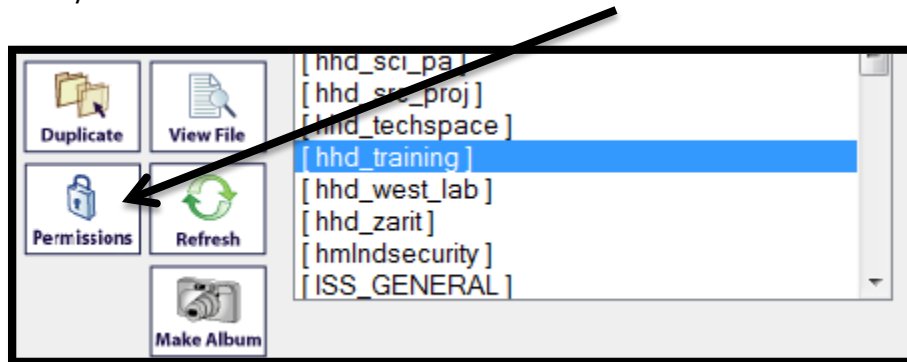 Duplicate
View File
Permissions
Refresh
Make Album
[ hhd_sci_pa ]
[ hhd_src_proj ]
[ hhd_techspace ]
[ hhd_training ]
[ hhd_west_lab ]
[ hhd_zarit ]
[ hmlndsecurity ]
[ ISS_GENERAL ]